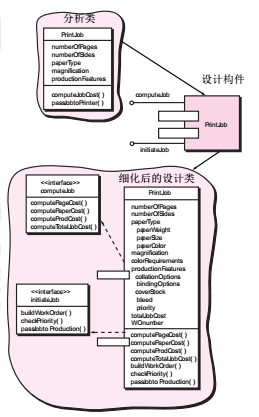 分析类
PrintJob
numberOfPages
numberOfSides
paperType
magnification
productionFeatures
computeJobCost( )
passJobtoPrinter( )
设计构件
computeJob
PrintJob
initiateJob
细化后的设计类
<<interface>>
computeJob
computePageCost( )
computePaperCost( )
computeProdCost( )
computeTotalJobCost( )
<<interface>>
initiateJob
buildWorkOrder( )
checkPriority( )
passJobto Production( )
PrintJob
numberOfPages
numberOfSides
paperType
paperWeight
paperSize
paperColor
magnification
colorRequirements
productionFeatures
collationOptions
bindingOptions
coverStock
bleed
priority
totalJobCost
WOnumber
computePageCost( )
computePaperCost( )
computeProdCost( )
computeTotalJobCost( )
buildWorkOrder( )
checkPriority( )
passJobto Production( )